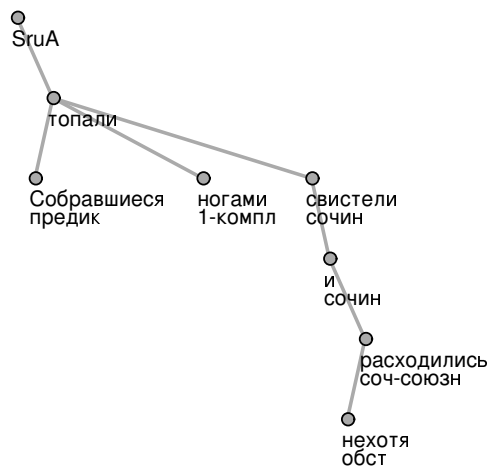 SruA
топали
Собравшиеся
предик
ногами
1-компл
свистели
сочин
и
сочин
расходились
соч-союзн
нехотя
обст